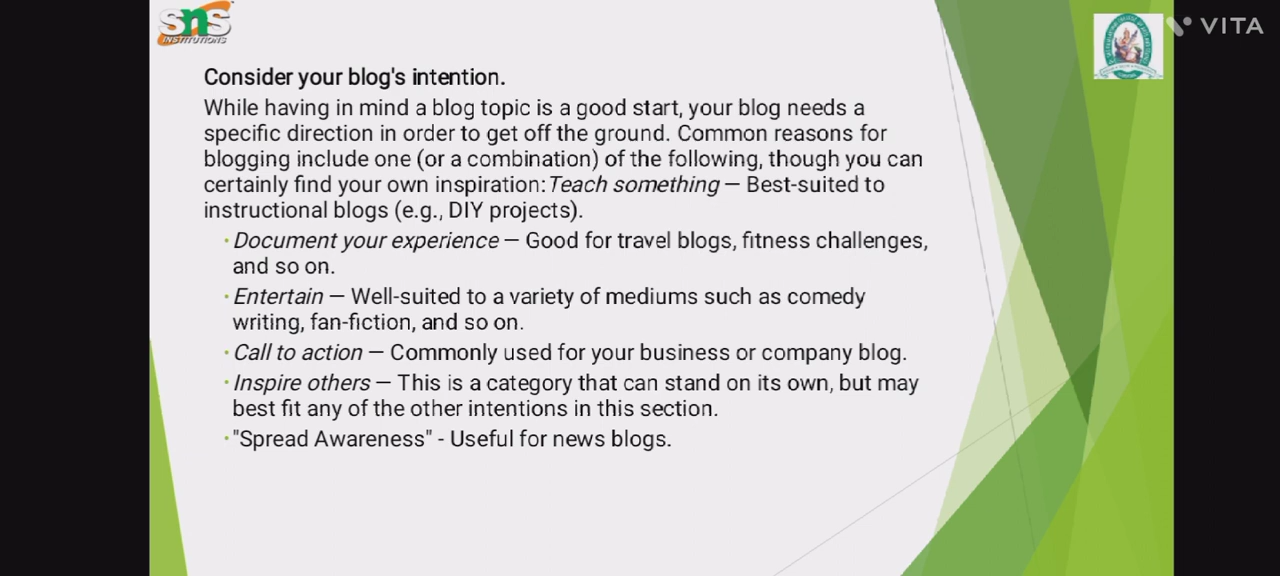 sns
INSTITUTIONS
VITA
Consider your blog's intention.
While having in mind a blog topic is a good start, your blog needs a
specific direction in order to get off the ground. Common reasons for
blogging include one (or a combination) of the following, though you can
certainly find your own inspiration:Teach something — Best-suited to
instructional blogs (e.g., DIY projects).
•Document your experience — Good for travel blogs, fitness challenges,
and so on.
•Entertain — Well-suited to a variety of mediums such as comedy
writing, fan-fiction, and so on.
•Call to action — Commonly used for your business or company blog.
•Inspire others — This is a category that can stand on its own, but may
best fit any of the other intentions in this section.
•"Spread Awareness" - Useful for news blogs.